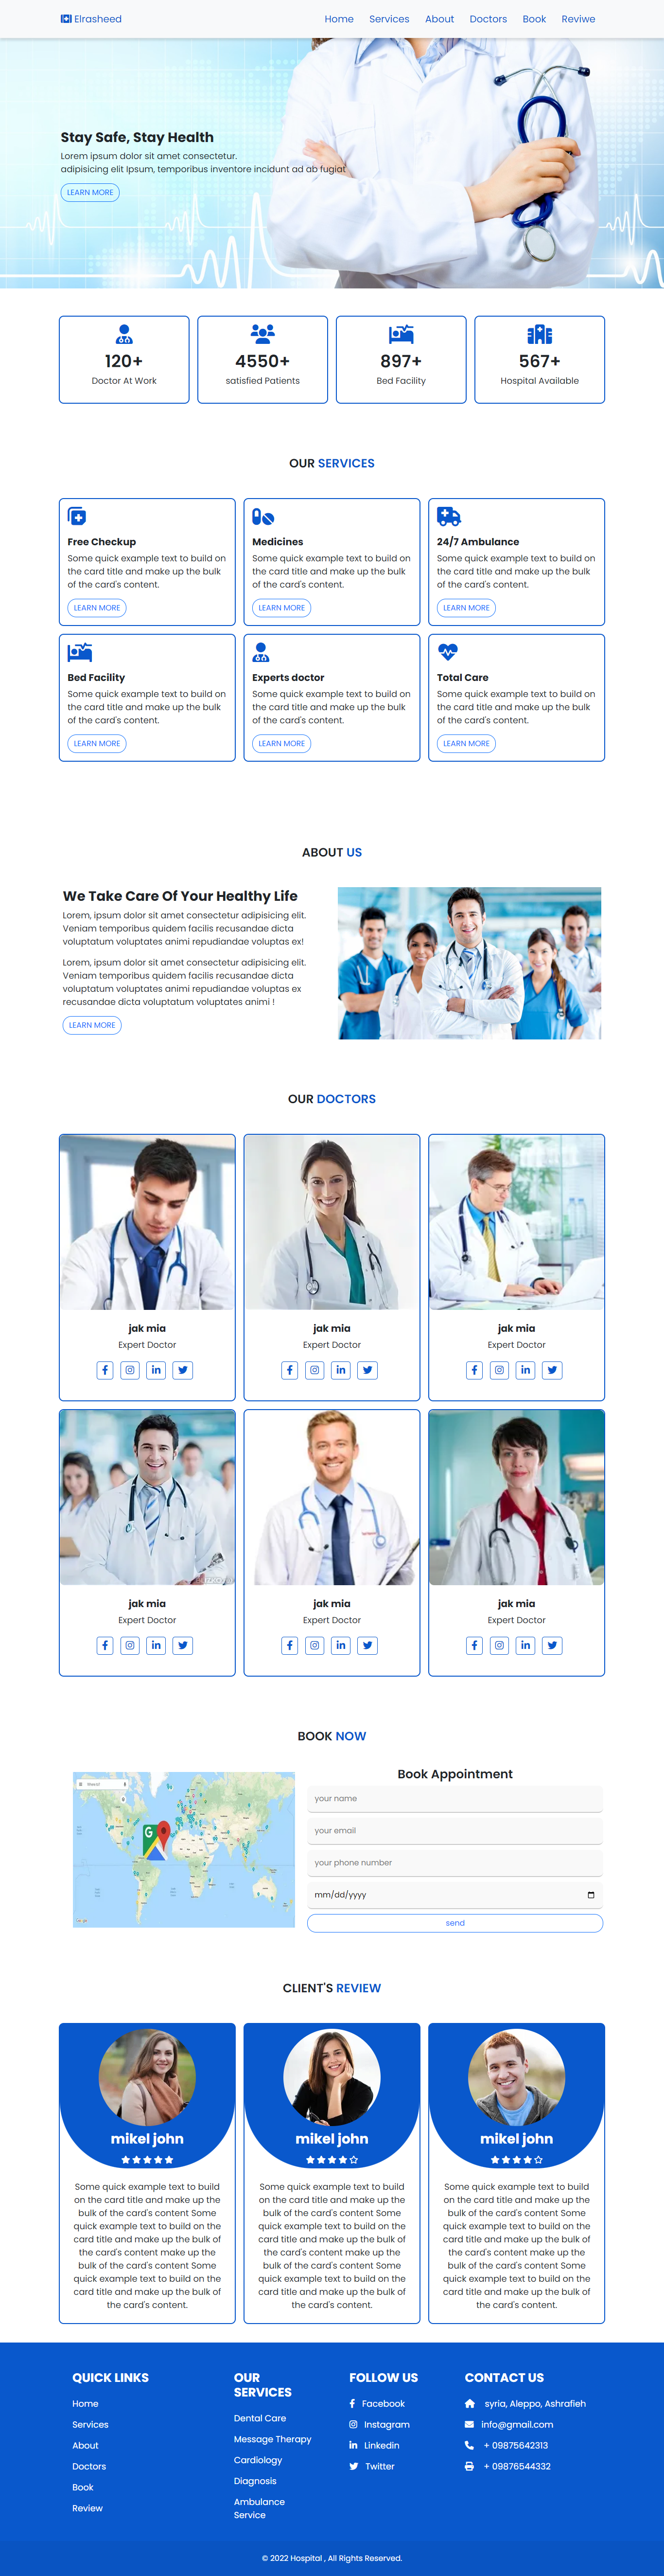 Elrasheed
Home Services About Doctors Book Reviwe
Stay Safe, Stay Health
Lorem ipsum dolor sit amet consectetur.
adipisicing elit Ipsum, temporibus inventore incidunt ad ab fugiat
LEARN MORE
120+
Doctor At Work
4550+
satisfied Patients
897+
Bed Facility
567+
Hospital Available
OUR SERVICES
Free Checkup
Some quick example text to build on
the card title and make up the bulk
of the card's content.
LEARN MORE
Medicines
Some quick example text to build on
the card title and make up the bulk
of the card's content.
LEARN MORE
24/7 Ambulance
Some quick example text to build on
the card title and make up the bulk
of the card's content.
LEARN MORE
Bed Facility
Some quick example text to build on
the card title and make up the bulk
of the card's content.
LEARN MORE
Experts doctor
Some quick example text to build on
the card title and make up the bulk
of the card's content.
LEARN MORE
Total Care
Some quick example text to build on
the card title and make up the bulk
of the card's content.
LEARN MORE
ABOUT US
We Take Care Of Your Healthy Life
Lorem, ipsum dolor sit amet consectetur adipisicing elit.
Veniam temporibus quidem facilis recusandae dicta
voluptatum voluptates animi repudiandae voluptas ex!
Lorem, ipsum dolor sit amet consectetur adipisicing elit.
Veniam temporibus quidem facilis recusandae dicta
voluptatum voluptates animi repudiandae voluptas ex
recusandae dicta voluptatum voluptates animi !
LEARN MORE
OUR DOCTORS
jak mia
Expert Doctor
jak mia
Expert Doctor
jak mia
Expert Doctor
jak mia
Expert Doctor
jak mia
Expert Doctor
jak mia
Expert Doctor
BOOK NOW
Book Appointment
your name
your email
your phone number
mm/dd/yyyy
send
CLIENT'S REVIEW
mikel john
Some quick example text to build
on the card title and make up the
bulk of the card's content Some
quick example text to build on the
card title and make up the bulk of
the card's content make up the
bulk of the card's content Some
quick example text to build on the
card title and make up the bulk of
the card's content.
mikel john
Some quick example text to build
on the card title and make up the
bulk of the card's content Some
quick example text to build on the
card title and make up the bulk of
the card's content make up the
bulk of the card's content Some
quick example text to build on the
card title and make up the bulk of
the card's content.
mikel john
Some quick example text to build
on the card title and make up the
bulk of the card's content Some
quick example text to build on the
card title and make up the bulk of
the card's content make up the
bulk of the card's content Some
quick example text to build on the
card title and make up the bulk of
the card's content.
QUICK LINKS
Home
Services
About
Doctors
Book
Review
OUR
SERVICES
Dental Care
Message Therapy
Cardiology
Diagnosis
Ambulance
Service
FOLLOW US
Facebook
Instagram
Linkedin
Twitter
CONTACT US
syria, Aleppo, Ashrafieh
info@gmail.com
+ 09875642313
+ 09876544332
© 2022 Hospital , All Rights Reserved.